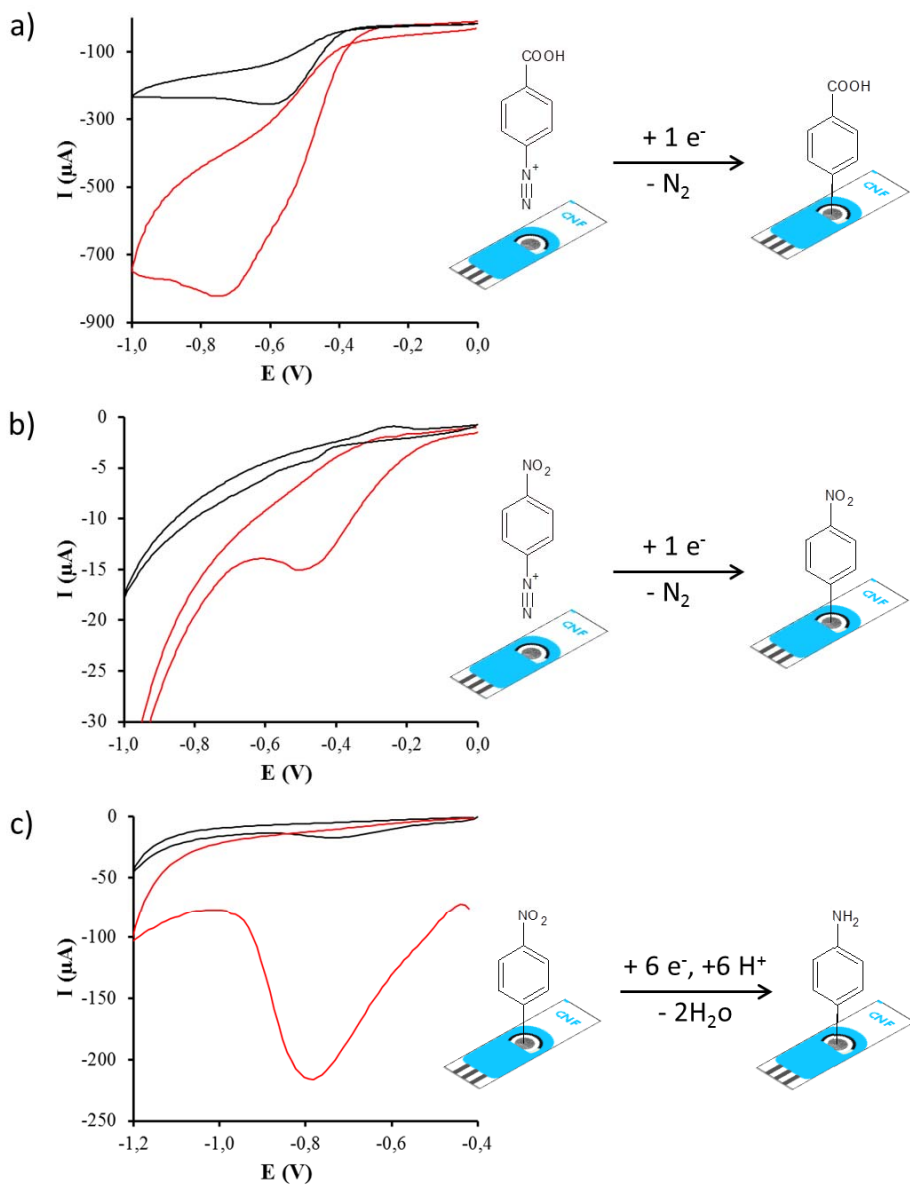 a)
-100
-300
-500
-700
-900
I (µA)
-1,0
-0,8
-0,6
-0,4
-0,2
0,0
E (V)
COOH
N+
N
CNF
+ 1 e-
- N2
COOH
CNF
b)
0
-5
-10
-15
-20
-25
-30
I (µA)
-1,0
-0,8
-0,6
-0,4
-0,2
0,0
E (V)
NO2
N+
N
CNF
+ 1 e-
- N2
NO2
CNF
c)
0
-50
-100
-150
-200
-250
I (µA)
-1,2
-1,0
-0,8
-0,6
-0,4
E (V)
NO2
CNF
+ 6 e-, +6 H+
- 2H2o
NH2
CNF